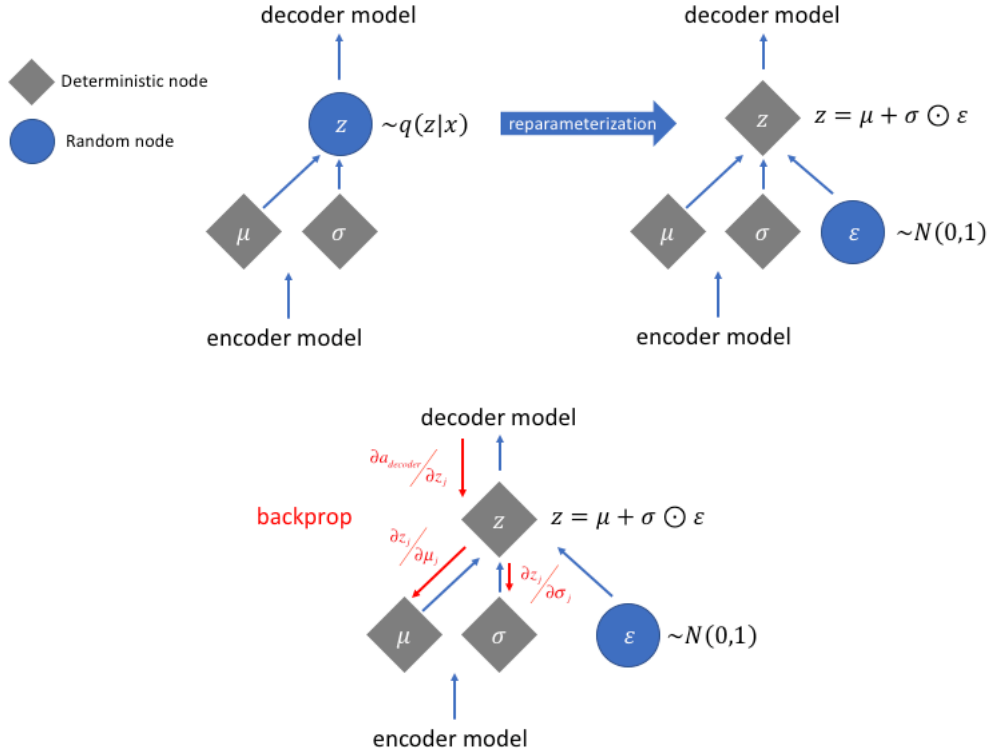 decoder model
decoder model
Deterministic node
Random node
z ~q(z|x)
reparameterization
z z = μ + σ ⊙ ε
μ σ
μ σ ε ~N(0,1)
encoder model
encoder model
decoder model
∂a_decoder/∂z_j
backprop
z z = μ + σ ⊙ ε
∂z_j/∂μ_j
∂z_j/∂σ_j
μ σ ε ~N(0,1)
encoder model